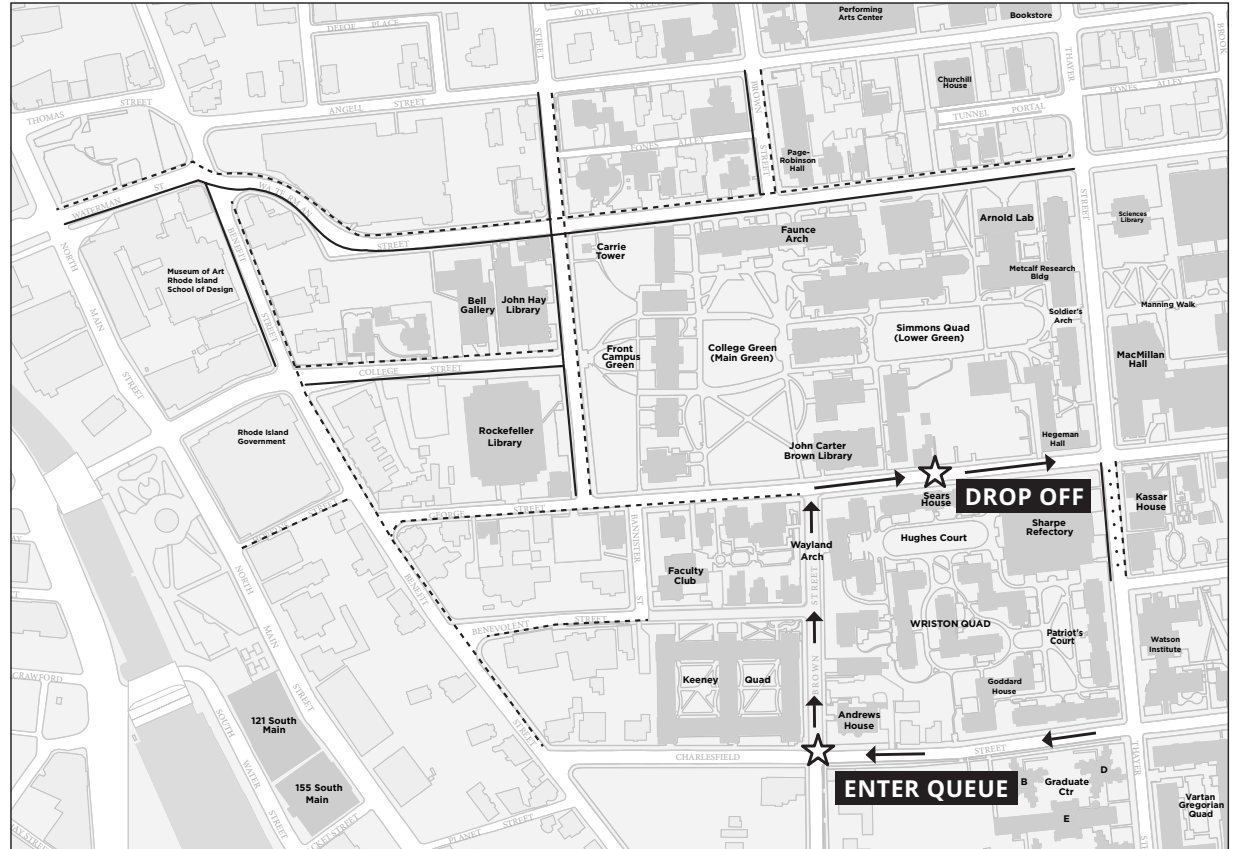 OLIVE STREET
Performing
Arts Center
Bookstore
DEFOE PLACE
STREET
THAYER
BROOK
Churchill
House
FONES ALLEY
TUNNEL PORTAL
THOMAS STREET
ANGELL STREET
BROWN
STREET
FONES ALLEY
Page-
Robinson
Hall
WATERMAN ST
WATERMAN
STREET
BENEFIT
STREET
NORTH
MAIN
STREET
Museum of Art
Rhode Island
School of Design
Carrie
Tower
Faunce
Arch
Arnold Lab
STREET
Sciences
Library
Metcalf Research
Bldg
Manning Walk
Bell
Gallery
John Hay
Library
Soldier's
Arch
Simmons Quad
(Lower Green)
College Green
(Main Green)
Front
Campus
Green
MacMillan
Hall
COLLEGE STREET
Rhode Island
Government
Rockefeller
Library
John Carter
Brown Library
Hegeman
Hall
Sears
House
DROP OFF
Kassar
House
Sharpe
Refectory
GEORGE STREET
BANNISTER
ST
Wayland
Arch
Hughes Court
Faculty
Club
STREET
BROWN
NORTH
MAIN
STREET
BENEFIT
STREET
BENEVOLENT STREET
WRISTON QUAD
Patriot's
Court
Watson
Institute
Keeney Quad
Goddard
House
Andrews
House
CRAWFORD
SOUTH
WATER
STREET
121 South
Main
155 South
Main
CHARLESFIELD STREET
THAYER
ENTER QUEUE
B
D
Graduate
Ctr
E
Vartan
Gregorian
Quad
PLANET STREET